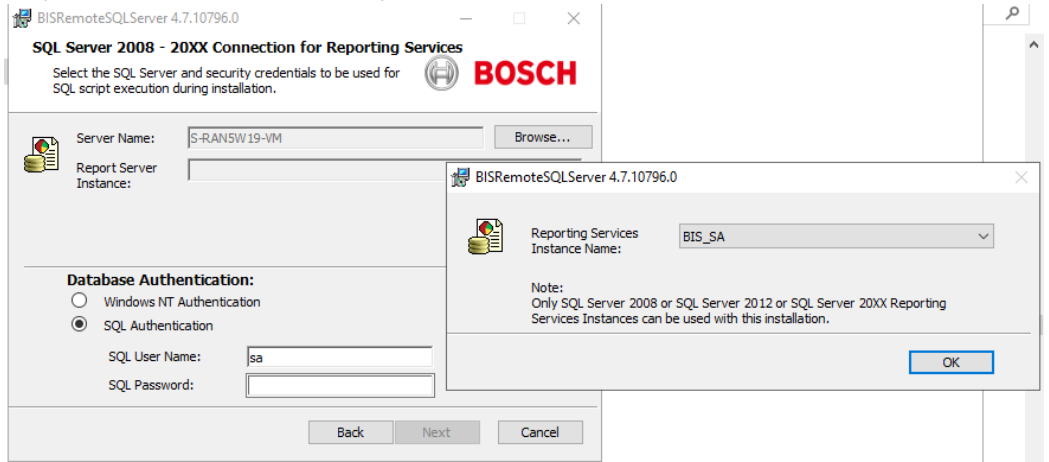 BISRemoteSQLServer 4.7.10796.0
SQL Server 2008 - 20XX Connection for Reporting Services
Select the SQL Server and security credentials to be used for
SQL script execution during installation.
BOSCH
Server Name:
S-RAN5W19-VM
Browse...
Report Server
Instance:
Database Authentication:
Windows NT Authentication
SQL Authentication
SQL User Name:
sa
SQL Password:
Back
Next
Cancel
BISRemoteSQLServer 4.7.10796.0
Reporting Services
Instance Name:
BIS_SA
Note:
Only SQL Server 2008 or SQL Server 2012 or SQL Server 20XX Reporting
Services Instances can be used with this installation.
OK